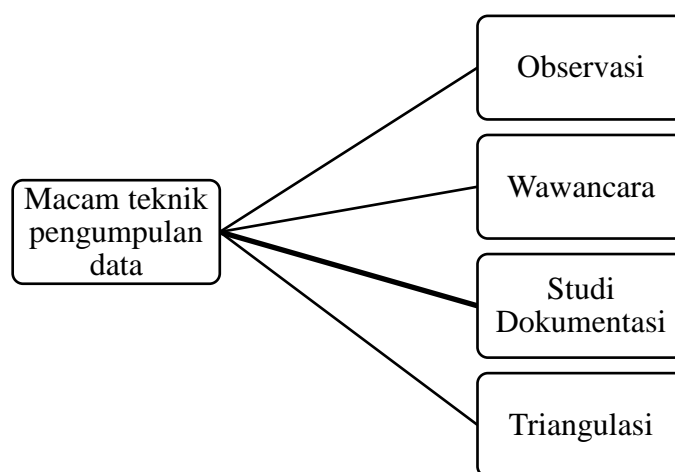 Macam teknik
pengumpulan
data
Observasi
Wawancara
Studi
Dokumentasi
Triangulasi